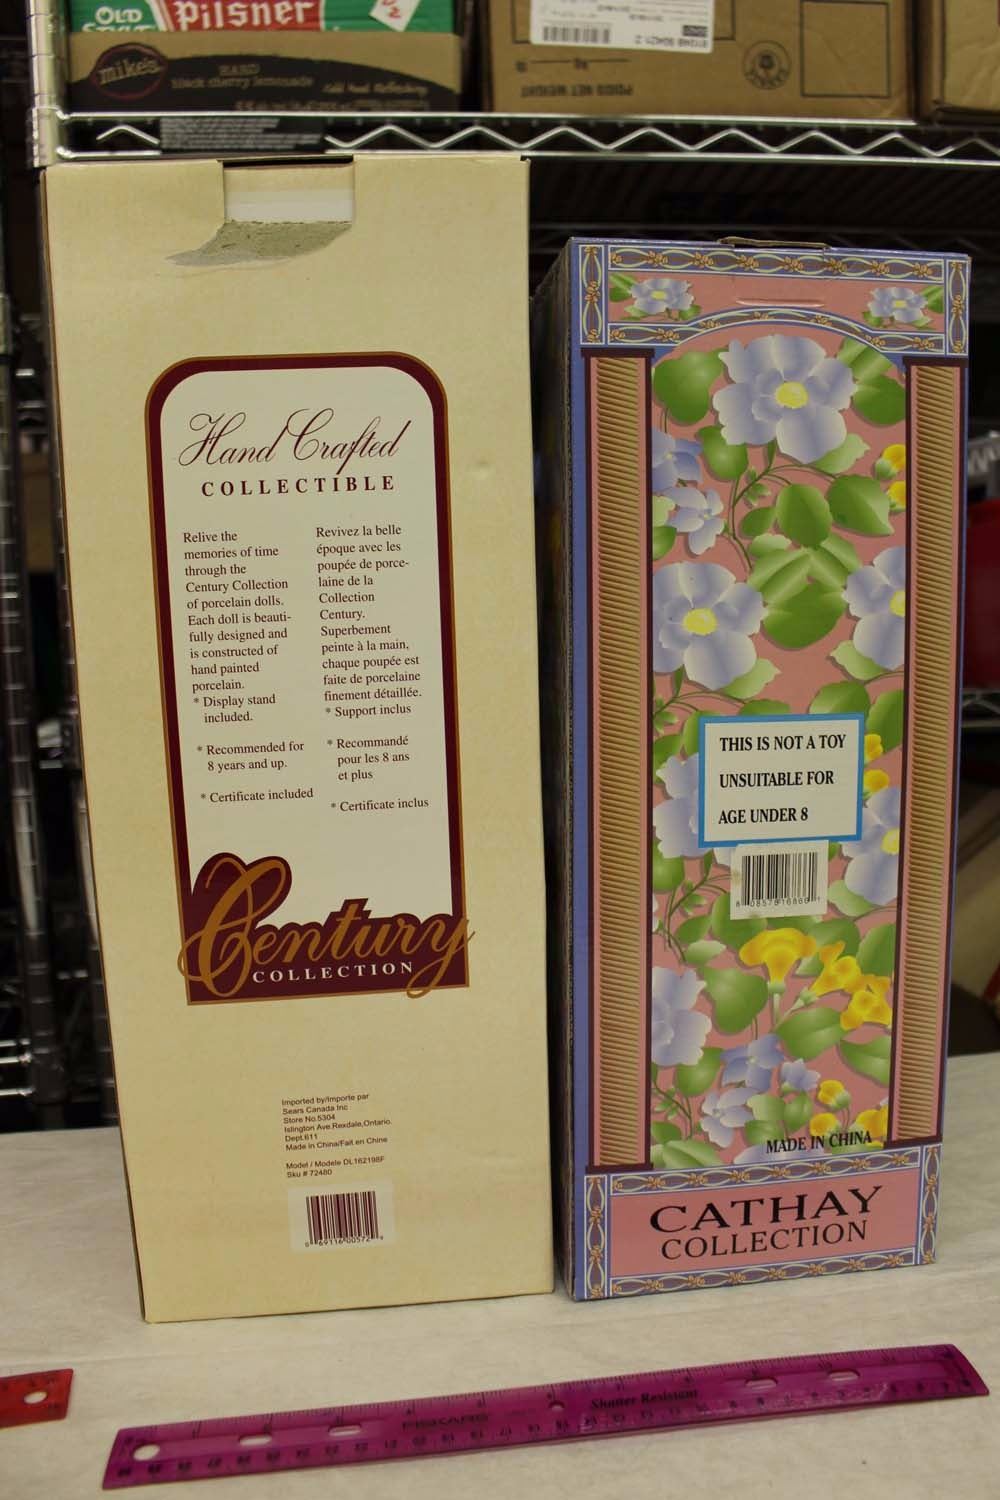 OLD
Pilsner
2
mike's
HARD
black cherry lemonade
Hand Crafted
COLLECTIBLE
Relive the
memories of time
through the
Century Collection
of porcelain dolls.
Each doll is beauti-
fully designed and
is constructed of
hand painted
porcelain.
* Display stand
included.
* Recommended for
8 years and up.
* Certificate included
Revivez la belle
époque avec les
poupée de porce-
laine de la
Collection
Century.
Superbement
peinte à la main,
chaque poupée est
faite de porcelaine
finement détaillée.
* Support inclus
* Recommandé
pour les 8 ans
et plus
* Certificate inclus
Century
COLLECTION
Imported by/Importe par
Sears Canada Inc
Store No.5304
Islington Ave.Rexdale,Ontario.
Dept.611
Made in China/Fait en Chine
Model / Modele DL162198F
Sku # 72480
THIS IS NOT A TOY
UNSUITABLE FOR
AGE UNDER 8
MADE IN CHINA
CATHAY
COLLECTION
FISKARS
Shatter Resistant